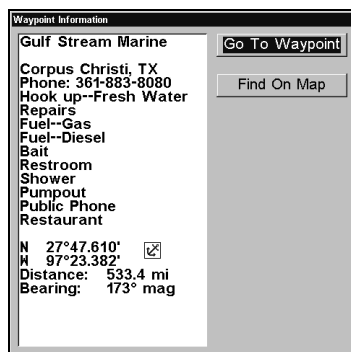 Waypoint Information
Gulf Stream Marine
Corpus Christi, TX
Phone: 361-883-8080
Hook up--Fresh Water
Repairs
Fuel--Gas
Fuel--Diesel
Bait
Restroom
Shower
Pumpout
Public Phone
Restaurant
N 27°47.610'
W 97°23.382'
Distance: 533.4 mi
Bearing: 173° mag
Go To Waypoint
Find On Map